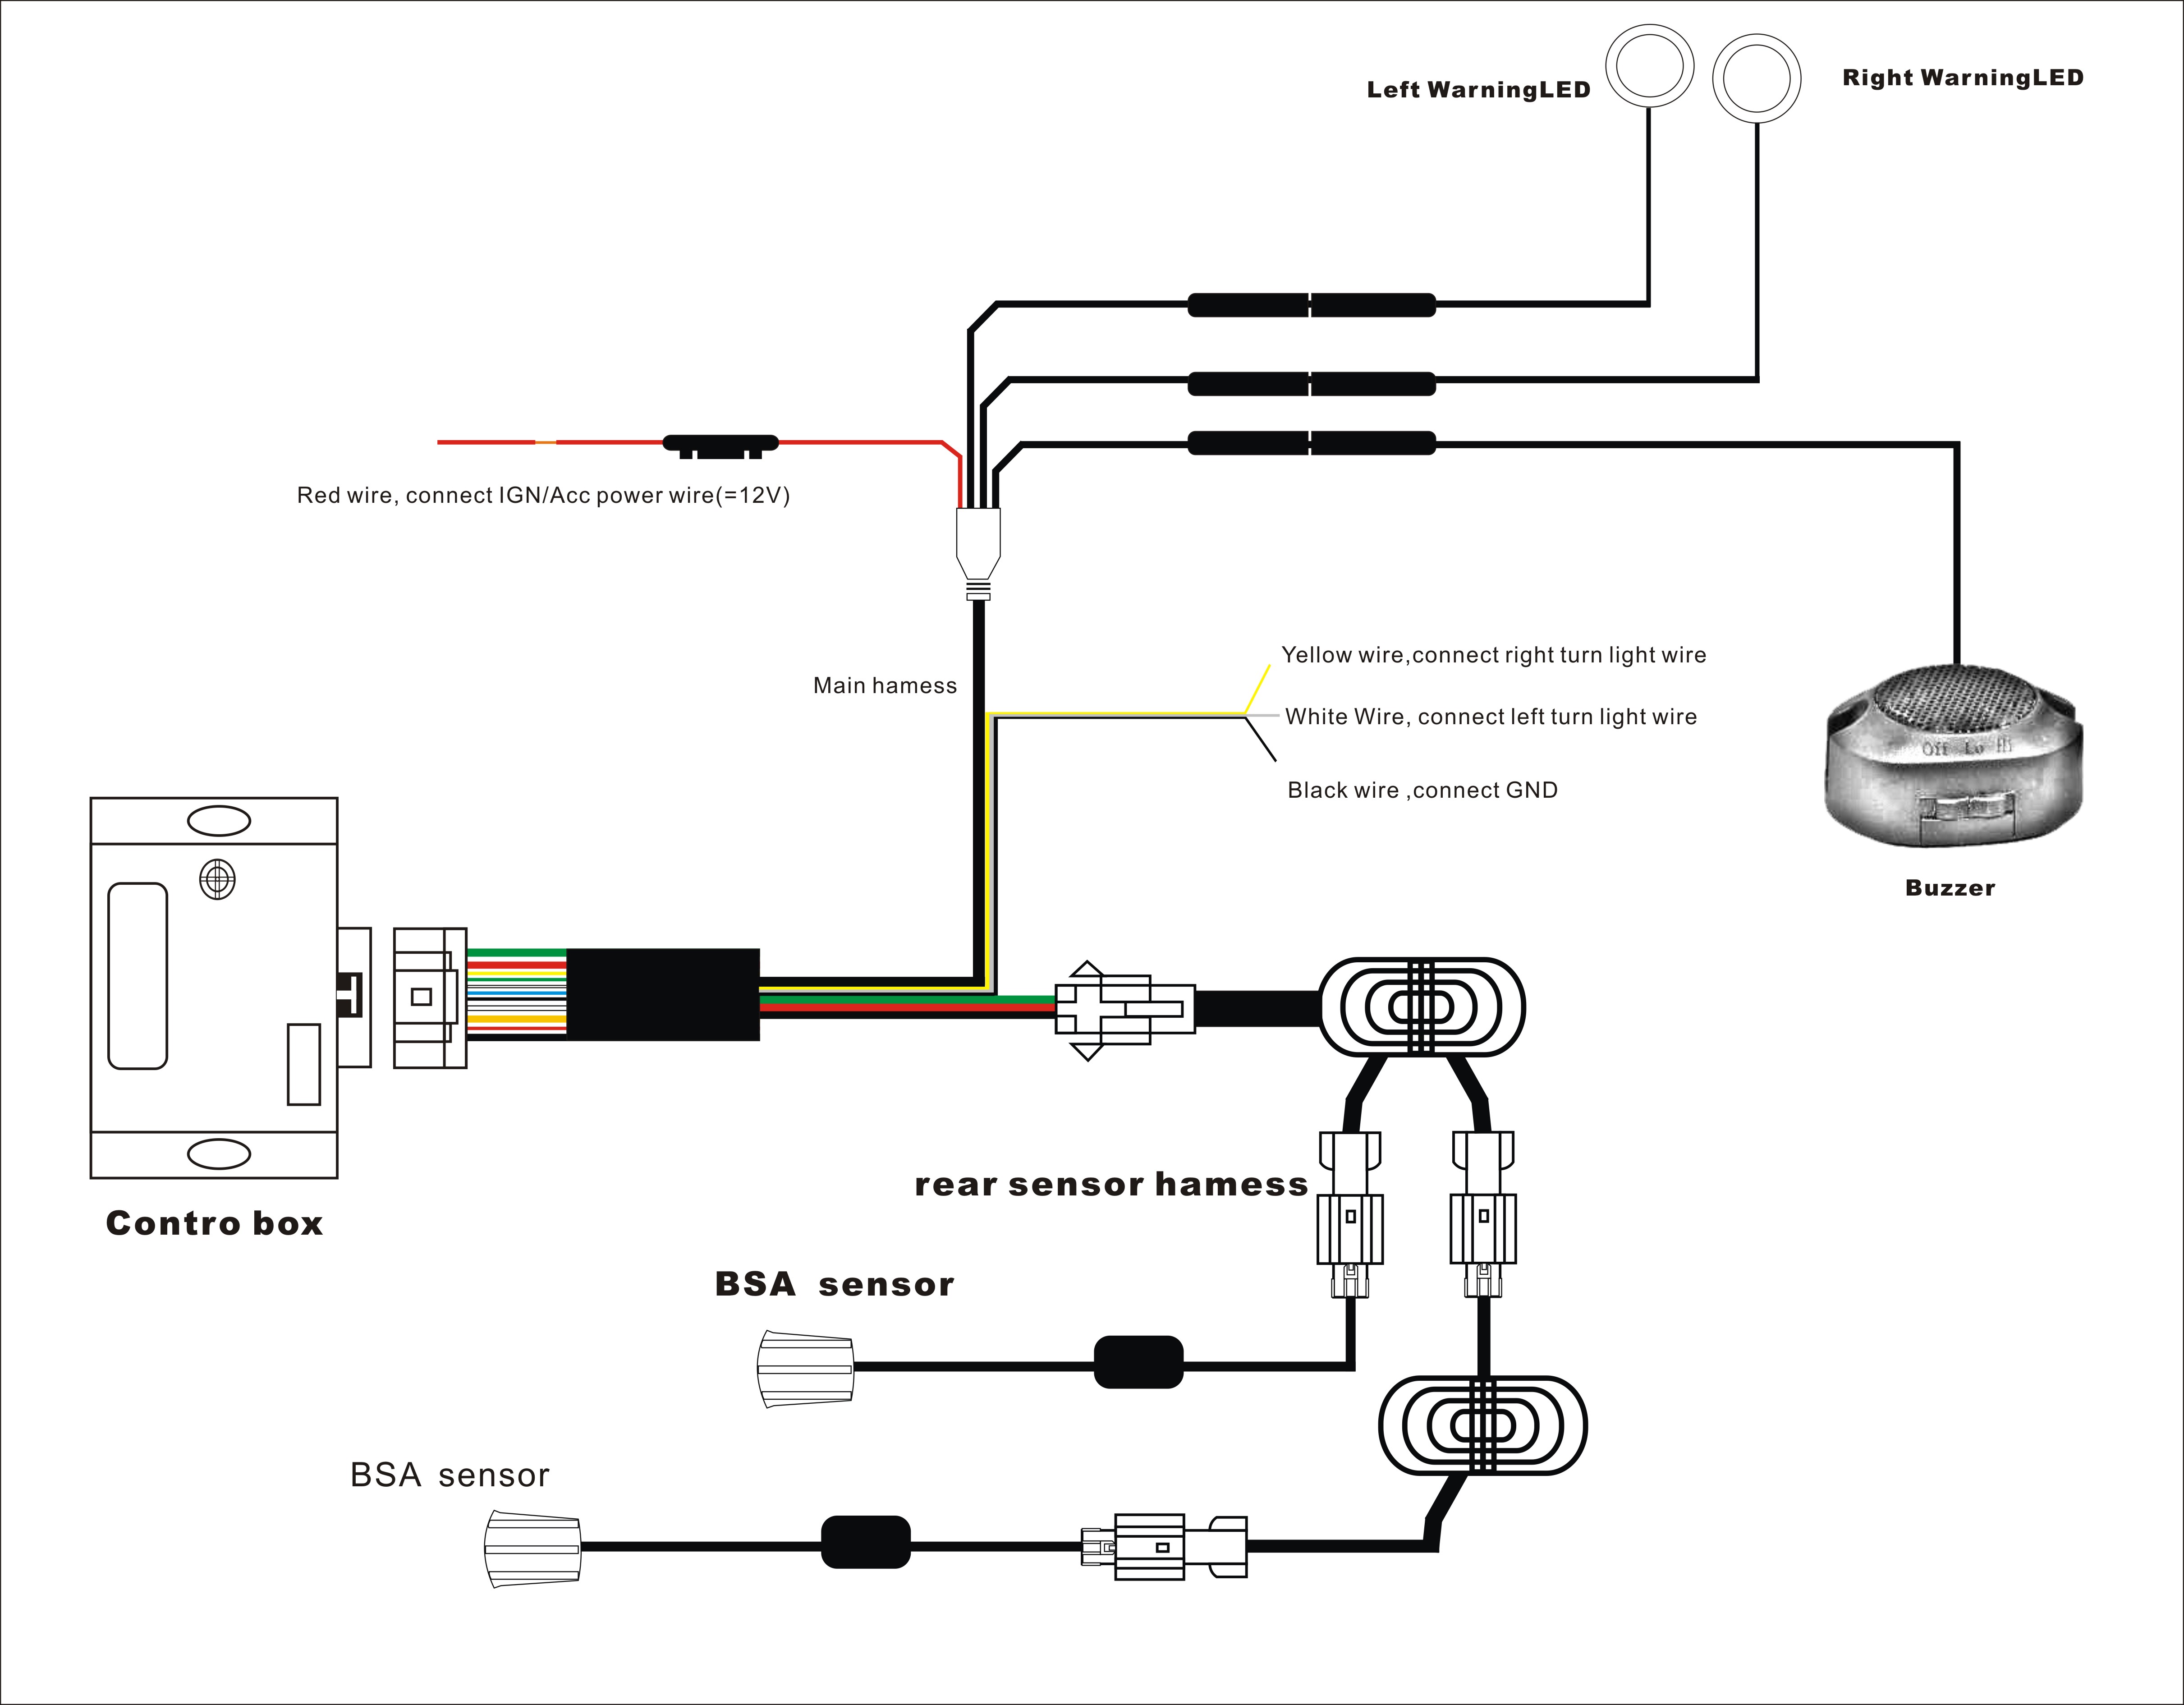 Left WarningLED
Right WarningLED
Red wire, connect IGN/Acc power wire(=12V)
Yellow wire,connect right turn light wire
Main hamess
White Wire, connect left turn light wire
Off Lo Hi
Black wire ,connect GND
Buzzer
rear sensor hamess
Contro box
BSA sensor
BSA sensor